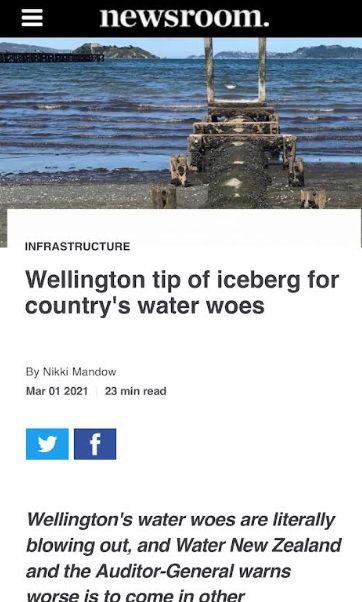 newsroom.
INFRASTRUCTURE
Wellington tip of iceberg for
country's water woes
By Nikki Mandow
Mar 01 2021 | 23 min read
Wellington's water woes are literally
blowing out, and Water New Zealand
and the Auditor-General warns
worse is to come in other